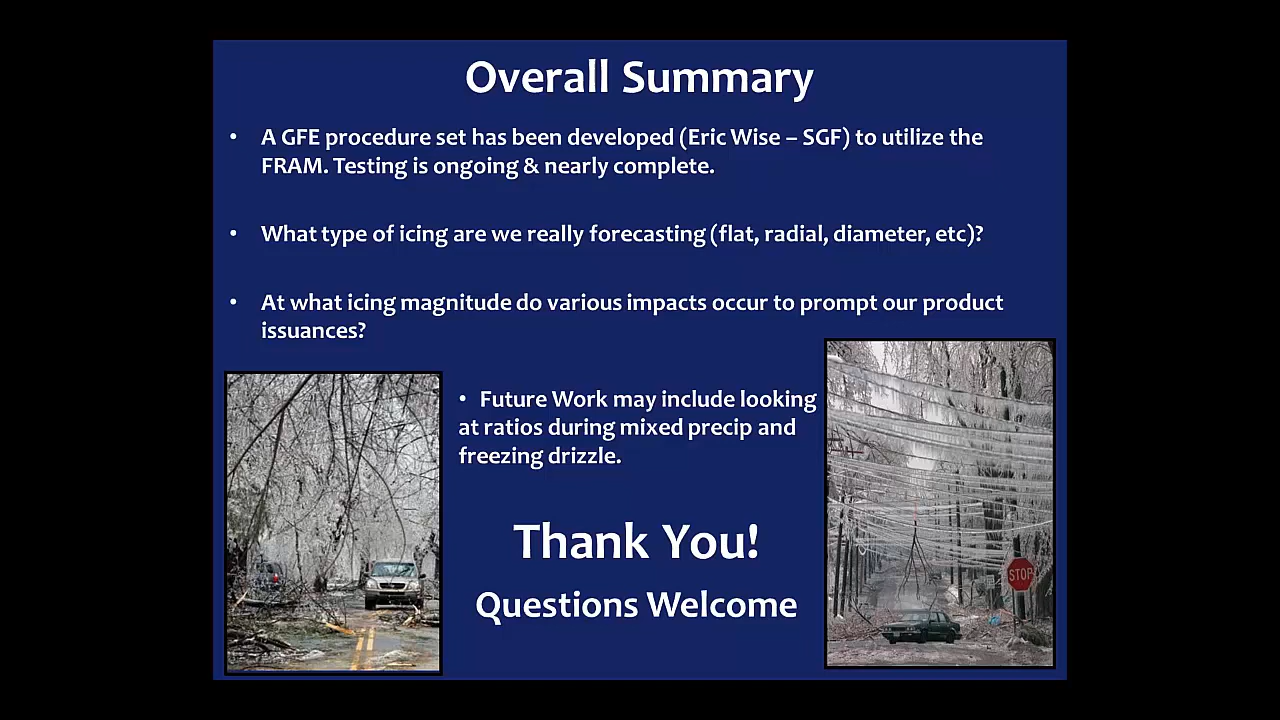 Overall Summary
• A GFE procedure set has been developed (Eric Wise – SGF) to utilize the
FRAM. Testing is ongoing & nearly complete.
• What type of icing are we really forecasting (flat, radial, diameter, etc)?
• At what icing magnitude do various impacts occur to prompt our product
issuances?
• Future Work may include looking
at ratios during mixed precip and
freezing drizzle.
Thank You!
Questions Welcome
STOP